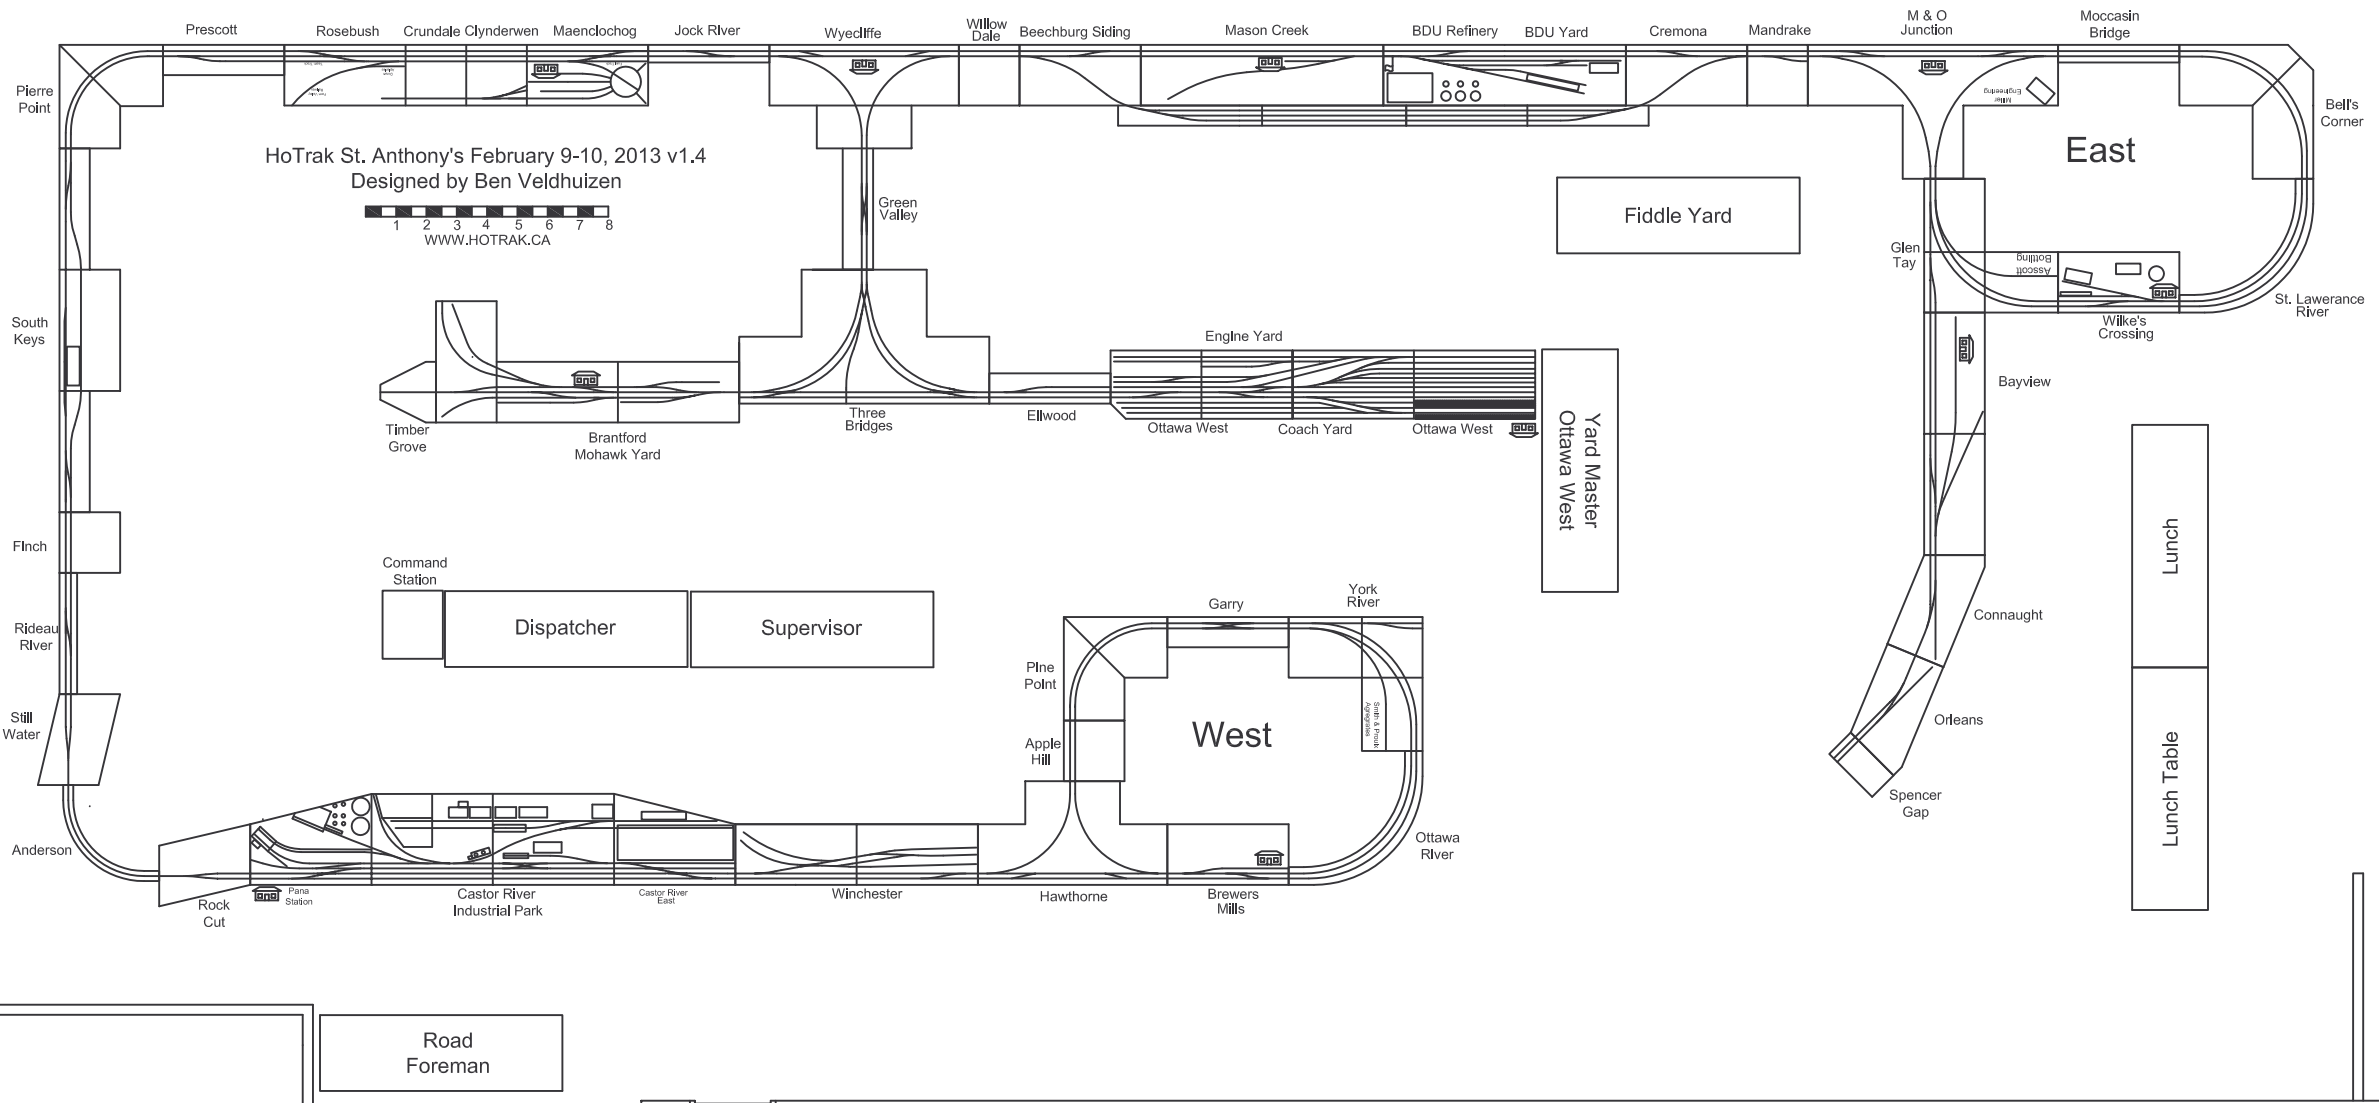 Prescott
Rosebush
Crundale
Clynderwen
Maenclochog
Jock River
Wyecliffe
Willow
Dale
Beechburg Siding
Mason Creek
BDU Refinery
BDU Yard
Cremona
Mandrake
M & O
Junction
Moccasin
Bridge
Pierre
Point
Bell's
Corner
Miller
Engineering
East
HoTrak St. Anthony's February 9-10, 2013 v1.4
Designed by Ben Veldhuizen
1 2 3 4 5 6 7 8
WWW.HOTRAK.CA
Green
Valley
Fiddle Yard
Glen
Tay
Asscott
Bottling
St. Lawerance
River
Wilke's
Crossing
South
Keys
Engine Yard
Bayview
Timber
Grove
Brantford
Mohawk Yard
Three
Bridges
Ellwood
Ottawa West
Coach Yard
Ottawa West
Yard Master
Ottawa West
Finch
Command
Station
Dispatcher
Supervisor
Lunch
Rideau
River
Garry
York
River
Connaught
Pine
Point
Smith & Proulx
Agregrates
Still
Water
Apple
Hill
West
Orleans
Lunch Table
Spencer
Gap
Anderson
Ottawa
River
Rock
Cut
Pana
Station
Castor River
Industrial Park
Castor River
East
Winchester
Hawthorne
Brewers
Mills
Road
Foreman